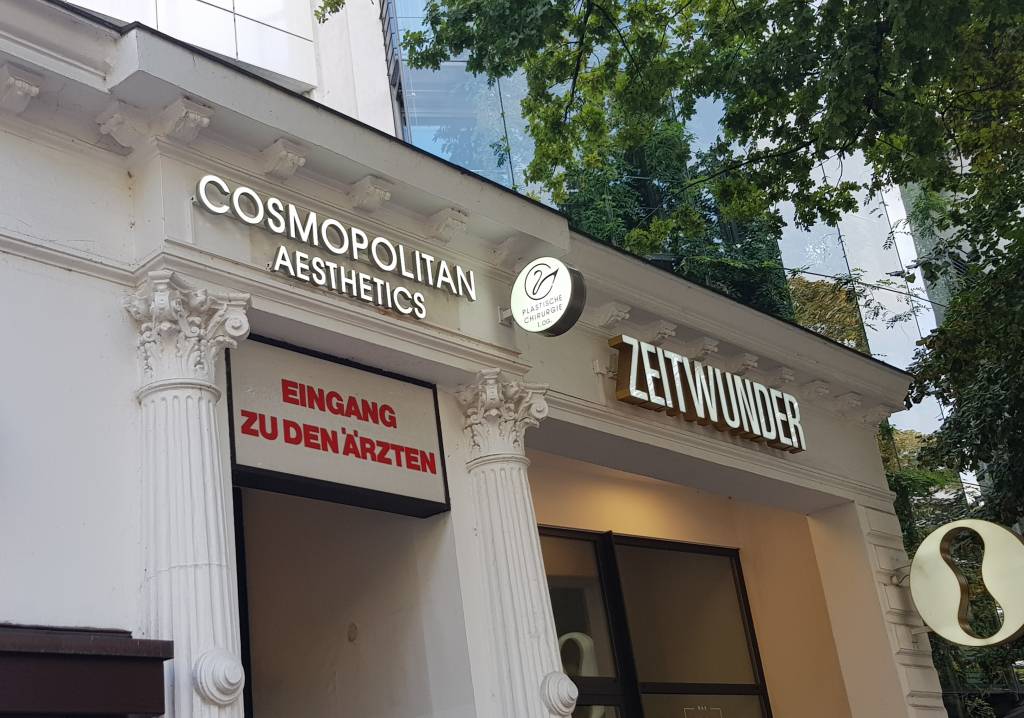 COSMOPOLITAN
AESTHETICS
PLASTISCHE
CHIRURGIE
1.OG.
ZEITWUNDER
EINGANG
ZU DEN ÄRZTEN